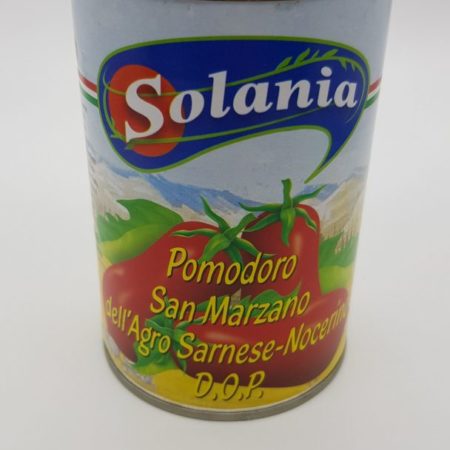 Solania
Pomodoro
San Marzano
dell'Agro Sarnese-Nocerino
D.O.P.